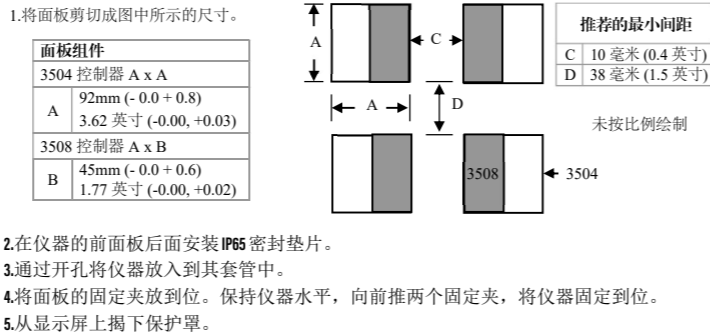 1.将面板剪切成图中所示的尺寸。
面板组件
3504 控制器 A x A
A
92mm (- 0.0 + 0.8)
3.62 英寸 (-0.00, +0.03)
3508 控制器 A x B
B
45mm (- 0.0 + 0.6)
1.77 英寸 (-0.00, +0.02)
A
C
A
D
3508
3504
推荐的最小间距
C 10 毫米 (0.4 英寸)
D 38 毫米 (1.5 英寸)
未按比例绘制
2.在仪器的前面板后面安装 IP65 密封垫片。
3.通过开孔将仪器放入到其套管中。
4.将面板的固定夹放到位。保持仪器水平，向前推两个固定夹，将仪器固定到位。
5.从显示屏上揭下保护罩。